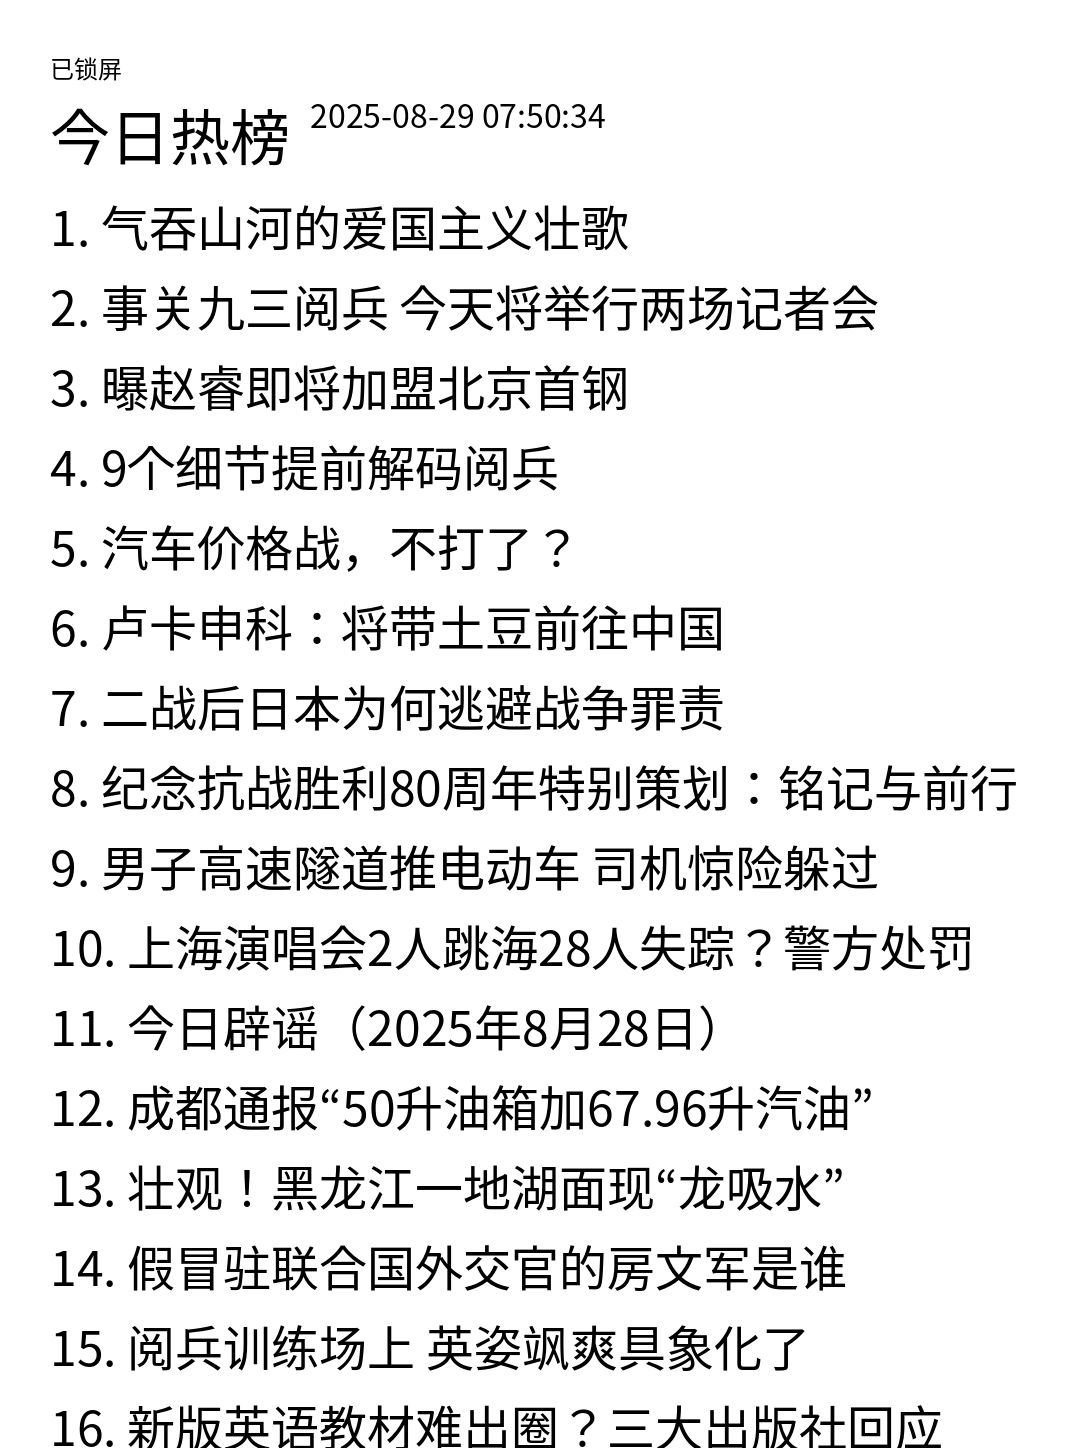 已锁屏
今日热榜 2025-08-29 07:50:34
1. 气吞山河的爱国主义壮歌
2. 事关九三阅兵 今天将举行两场记者会
3. 曝赵睿即将加盟北京首钢
4. 9个细节提前解码阅兵
5. 汽车价格战，不打了？
6. 卢卡申科：将带土豆前往中国
7. 二战后日本为何逃避战争罪责
8. 纪念抗战胜利80周年特别策划：铭记与前行
9. 男子高速隧道推电动车 司机惊险躲过
10. 上海演唱会2人跳海28人失踪？警方处罚
11. 今日辟谣（2025年8月28日）
12. 成都通报“50升油箱加67.96升汽油”
13. 壮观！黑龙江一地湖面现“龙吸水”
14. 假冒驻联合国外交官的房文军是谁
15. 阅兵训练场上 英姿飒爽具象化了
16. 新版英语教材难出圈？三大出版社回应